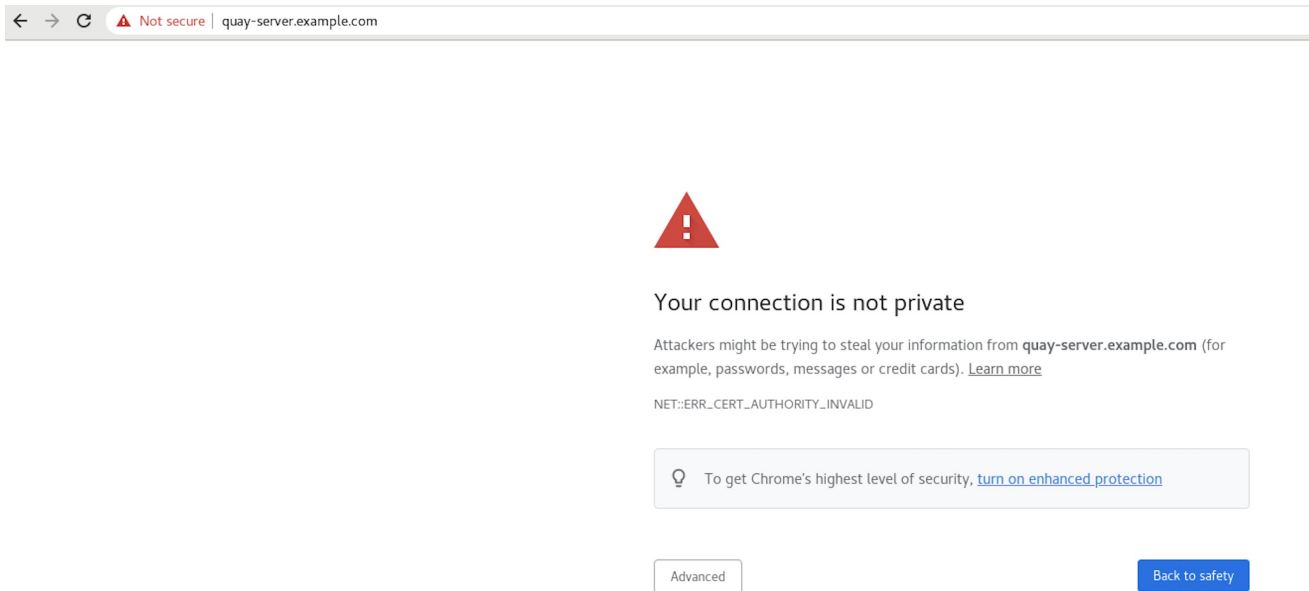 Not secure | quay-server.example.com
Your connection is not private
Attackers might be trying to steal your information from quay-server.example.com (for
example, passwords, messages or credit cards). Learn more
NET::ERR_CERT_AUTHORITY_INVALID
To get Chrome's highest level of security, turn on enhanced protection
Advanced
Back to safety